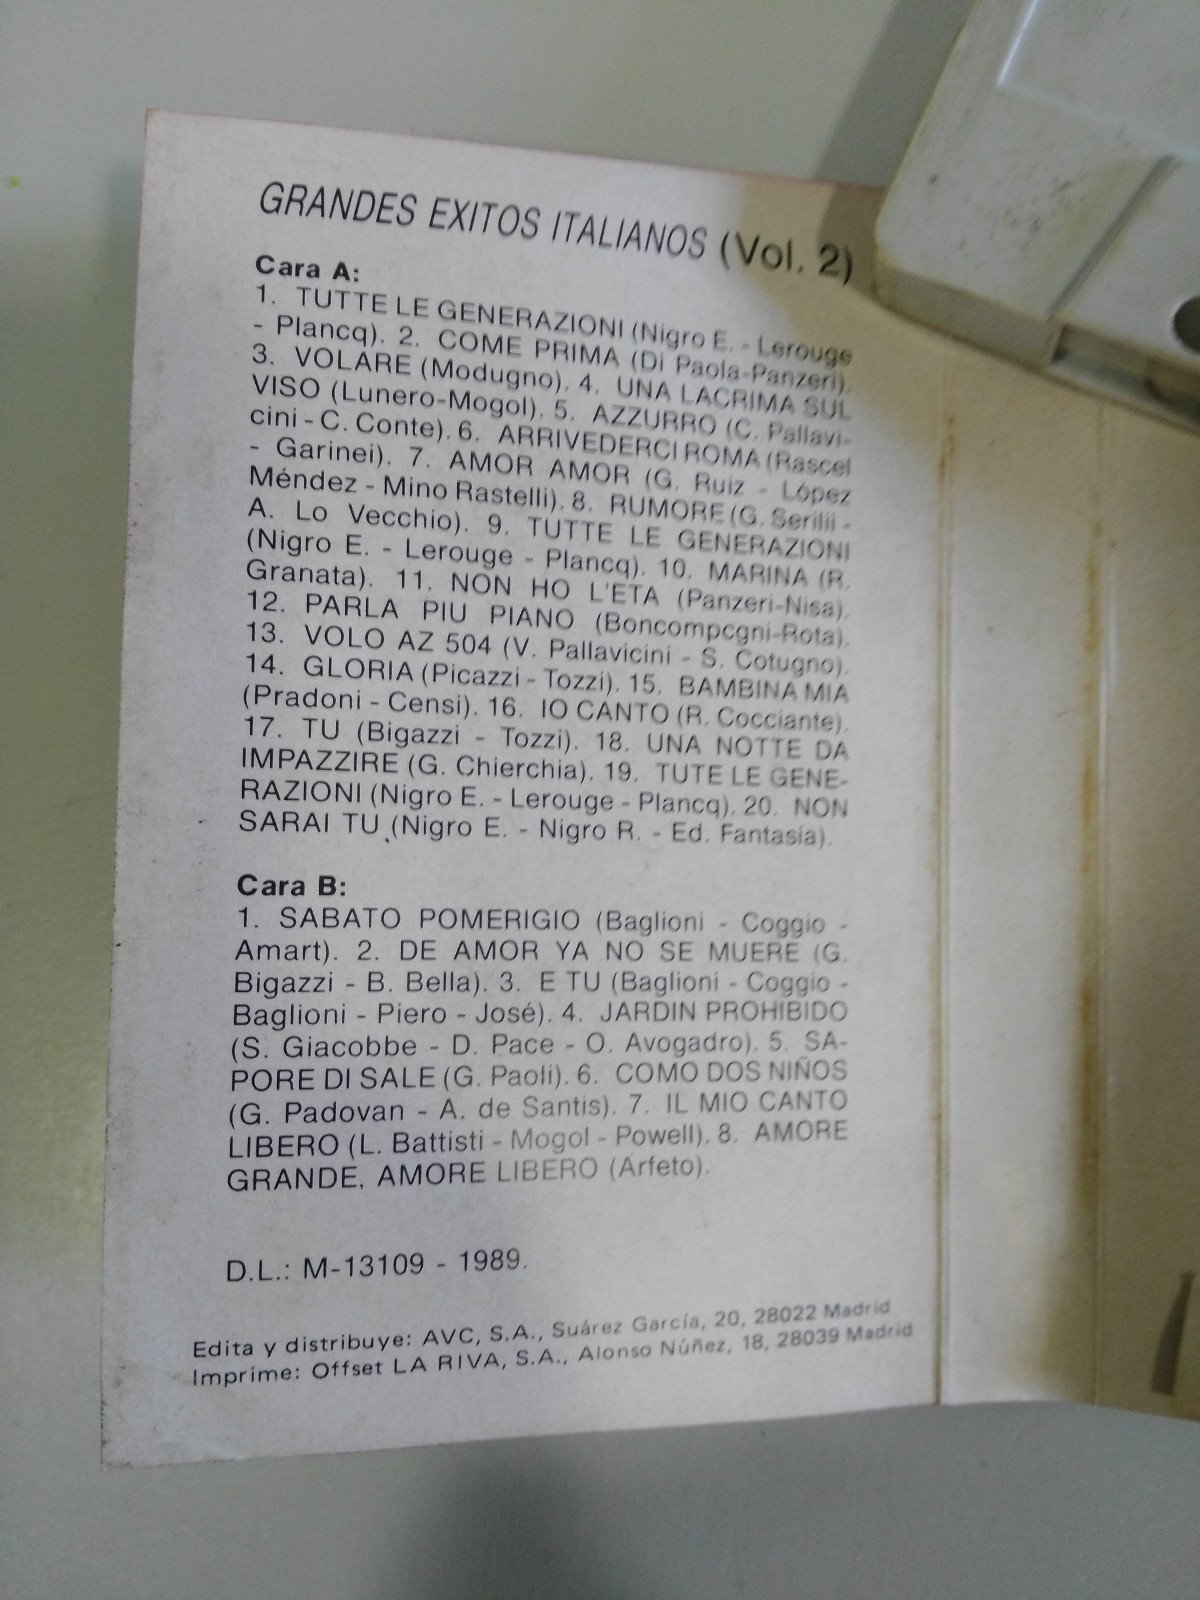 GRANDES EXITOS ITALIANOS (Vol. 2)
Cara A:
1. TUTTE LE GENERAZIONI (Nigro E. - Lerouge
- Plancq). 2. COME PRIMA (Di Paola-Panzeri).
3. VOLARE (Modugno). 4. UNA LACRIMA SUL
VISO (Lunero-Mogol). 5. AZZURRO (C. Pallavi-
cini - C. Conte). 6. ARRIVEDERCI ROMA (Rascel
- Garinei). 7. AMOR AMOR (G. Ruiz - López
Méndez - Mino Rastelli). 8. RUMORE (G. Serilii -
A. Lo Vecchio). 9. TUTTE LE GENERAZIONI
(Nigro E. - Lerouge - Plancq). 10. MARINA (R.
Granata). 11. NON HO L'ETA (Panzeri-Nisa).
12. PARLA PIU PIANO (Boncompcgni-Rota).
13. VOLO AZ 504 (V. Pallavicini - S. Cotugno).
14. GLORIA (Picazzi - Tozzi). 15. BAMBINA MIA
(Pradoni - Censi). 16. IO CANTO (R. Cocciante).
17. TU (Bigazzi - Tozzi). 18. UNA NOTTE DA
IMPAZZIRE (G. Chierchia). 19. TUTE LE GENE-
RAZIONI (Nigro E. - Lerouge - Plancq). 20. NON
SARAI TU (Nigro E. - Nigro R. - Ed. Fantasía).
Cara B:
1. SABATO POMERIGIO (Baglioni - Coggio -
Amart). 2. DE AMOR YA NO SE MUERE (G.
Bigazzi - B. Bella). 3. E TU (Baglioni - Coggio -
Baglioni - Piero - José). 4. JARDIN PROHIBIDO
(S. Giacobbe - D. Pace - O. Avogadro). 5. SA-
PORE DI SALE (G. Paoli). 6. COMO DOS NIÑOS
(G. Padovan - A. de Santis). 7. IL MIO CANTO
LIBERO (L. Battisti - Mogol - Powell). 8. AMORE
GRANDE, AMORE LIBERO (Arfeto).
D.L.: M-13109 - 1989.
Edita y distribuye: AVC, S.A., Suárez García, 20, 28022 Madrid
Imprime: Offset LA RIVA, S.A., Alonso Núñez, 18, 28039 Madrid